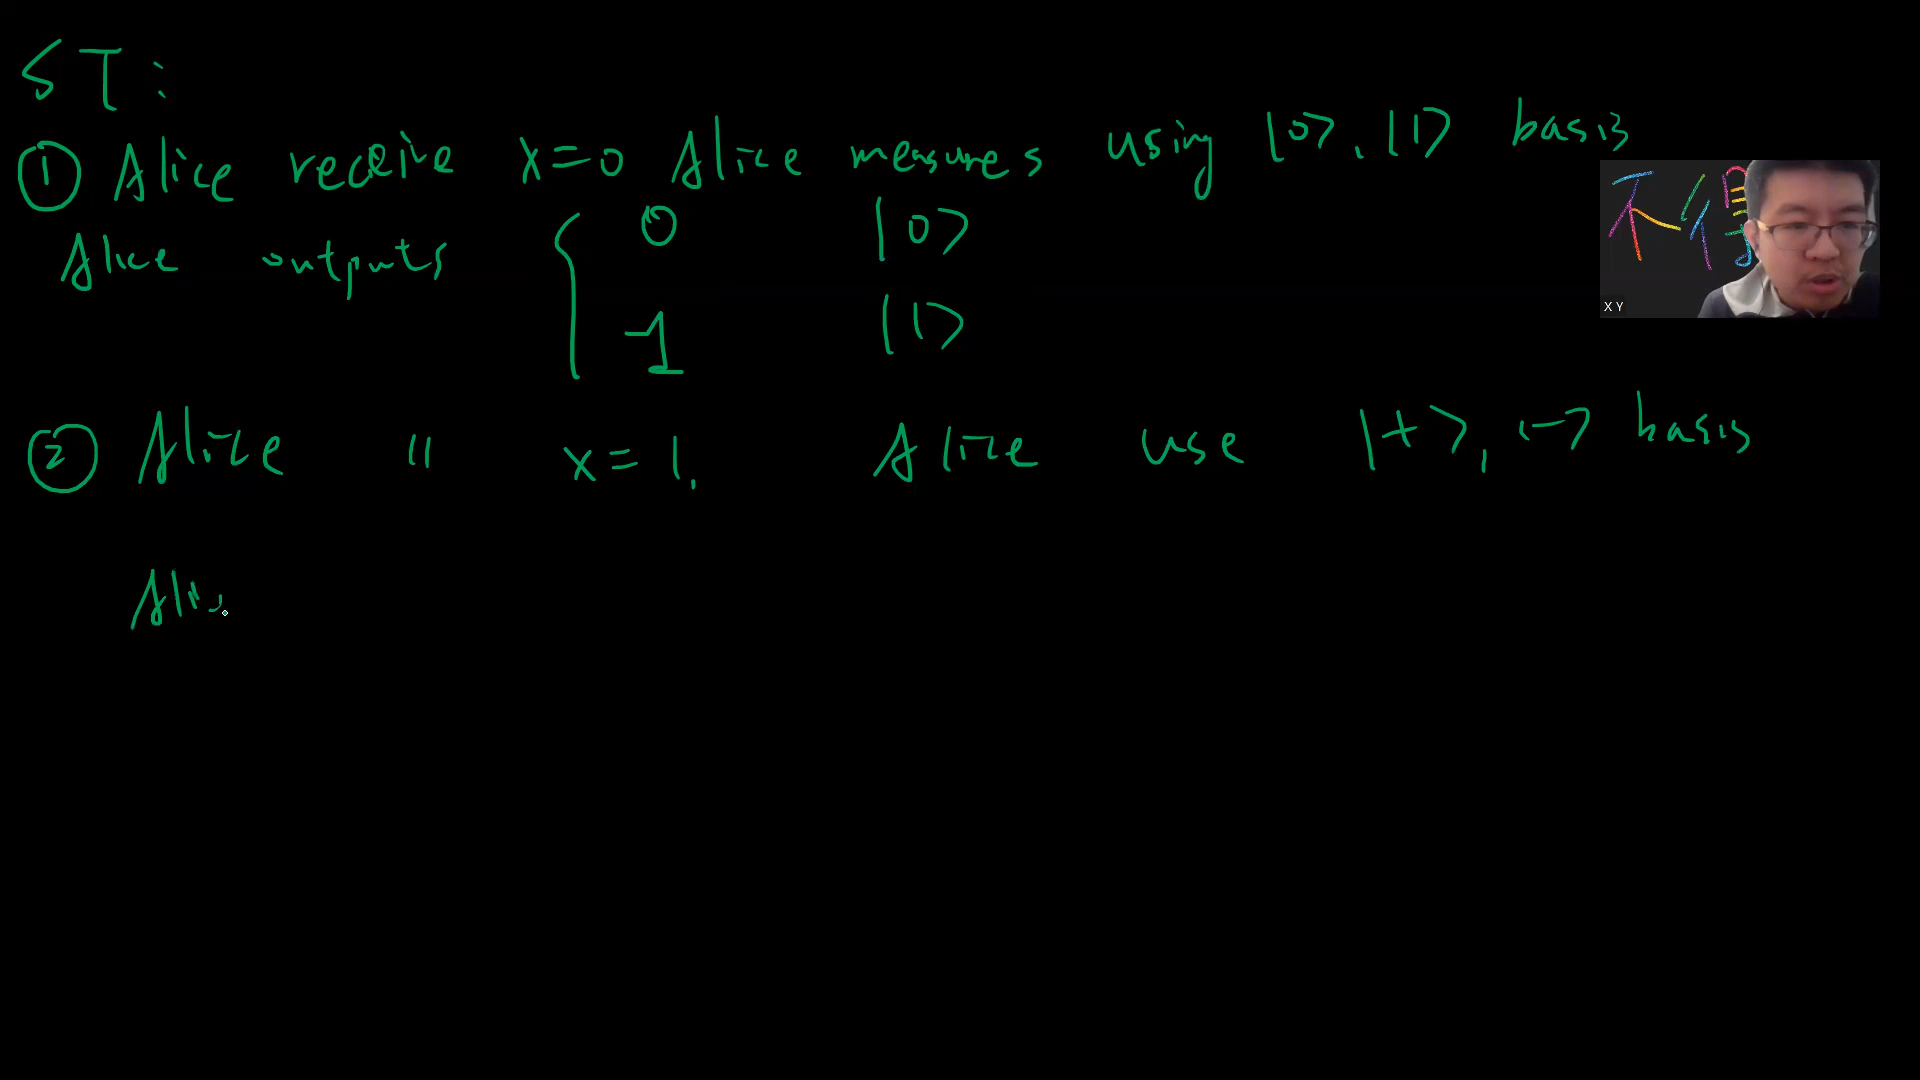 ST:
① Alice receive x=0 Alice measures using |0>, |1> basis
Alice outputs { 0 |0>
1 |1>
② Alice " x=1, Alice use |+>, |-> basis
Ali
不得
X Y